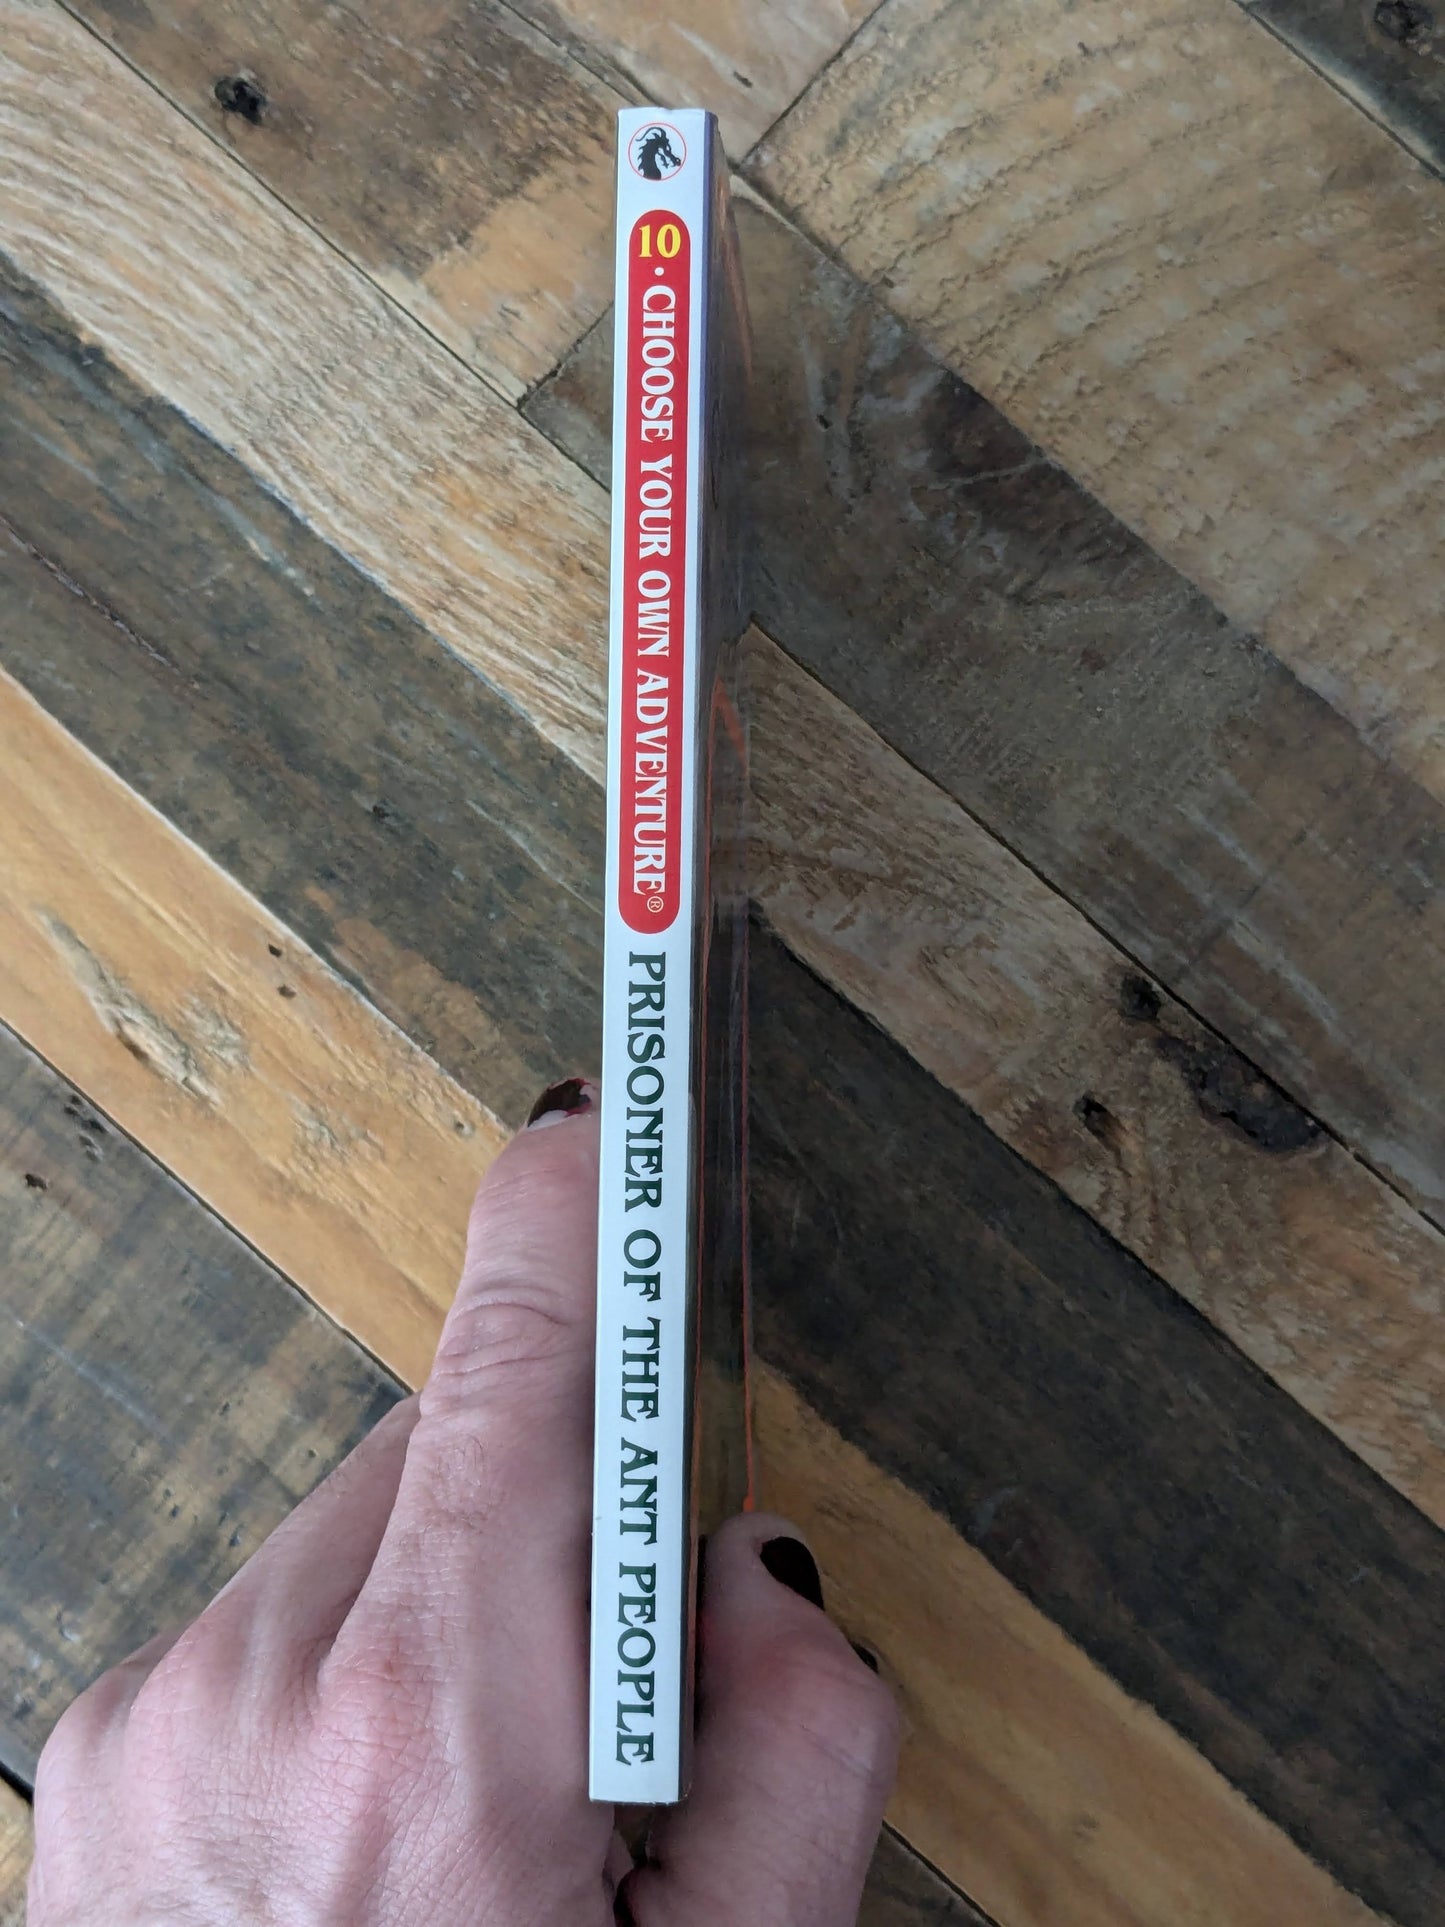 10 • CHOOSE YOUR OWN ADVENTURE® PRISONER OF THE ANT PEOPLE